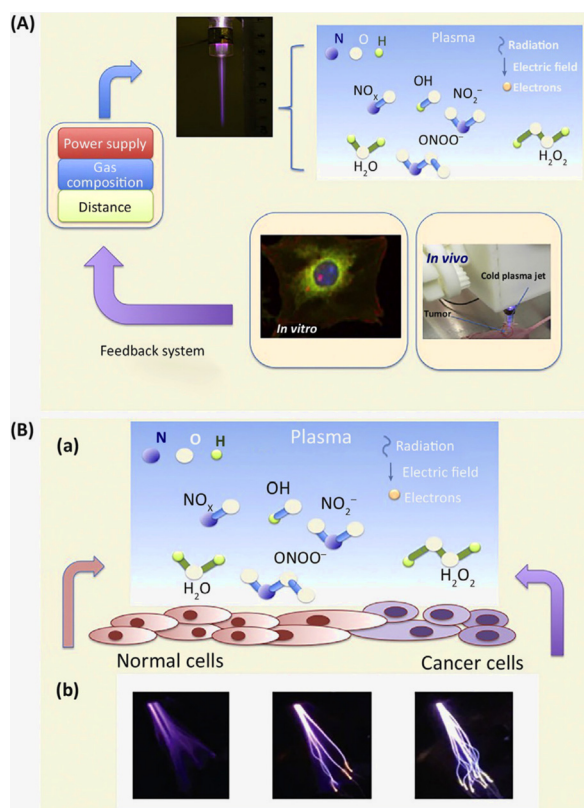 (A)
N O H Plasma
Radiation
Electric field
Electrons
NOx OH NO2−
H2O ONOO− H2O2
Power supply
Gas
composition
Distance
In vitro
In vivo
Cold plasma jet
Tumor
Feedback system
(B)
(a)
N O H Plasma
Radiation
Electric field
Electrons
NOx OH NO2−
H2O ONOO− H2O2
Normal cells Cancer cells
(b)